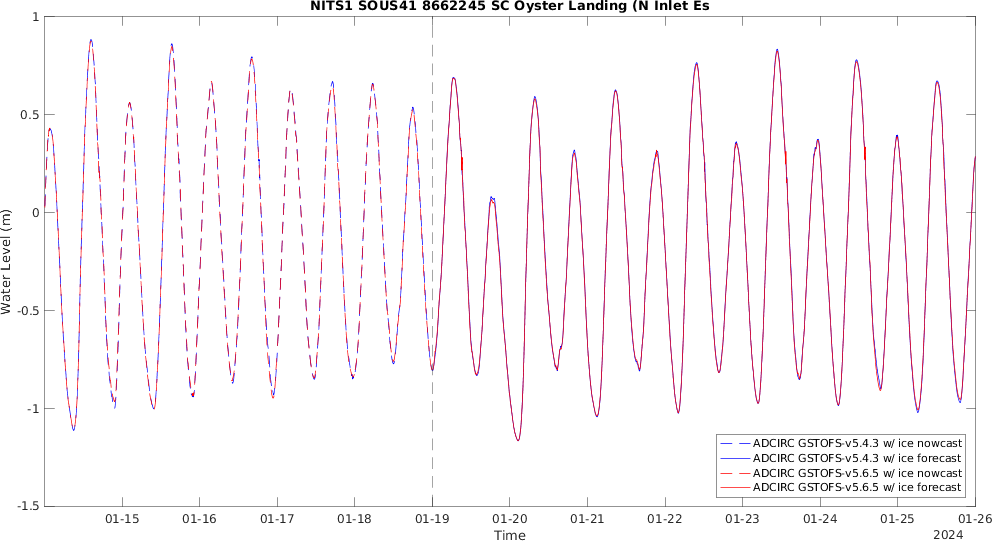 NITS1 SOUS41 8662245 SC Oyster Landing (N Inlet Es
1
0.5
0
-0.5
-1
-1.5
Water Level (m)
01-15 01-16 01-17 01-18 01-19 01-20 01-21 01-22 01-23 01-24 01-25 01-26
Time
2024
ADCIRC GSTOFS-v5.4.3 w/ ice nowcast
ADCIRC GSTOFS-v5.4.3 w/ ice forecast
ADCIRC GSTOFS-v5.6.5 w/ ice nowcast
ADCIRC GSTOFS-v5.6.5 w/ ice forecast